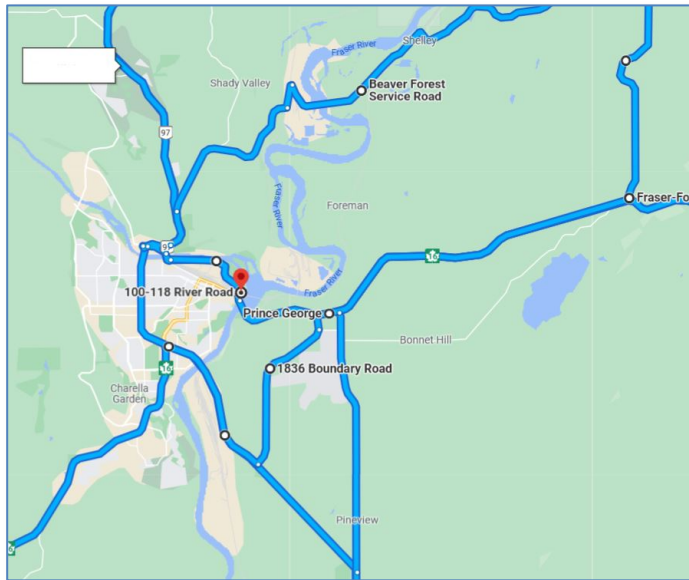 Fraser River
Shelley
Shady Valley
Beaver Forest
Service Road
97
Fraser River
Foreman
Fraser-Fo
97
16
100-118 River Road
Fraser River
Prince George
Bonnet Hill
16
1836 Boundary Road
Charella
Garden
Pineview
16